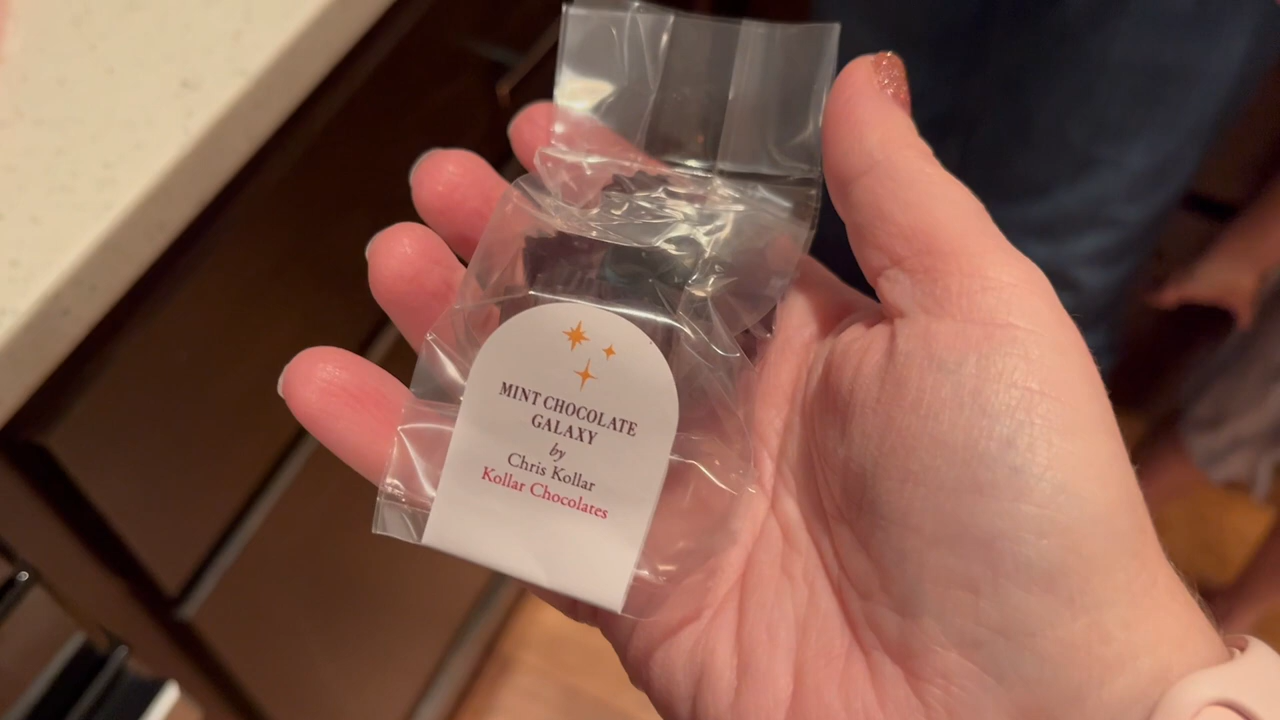 MINT CHOCOLATE
GALAXY
by
Chris Kollar
Kollar Chocolates